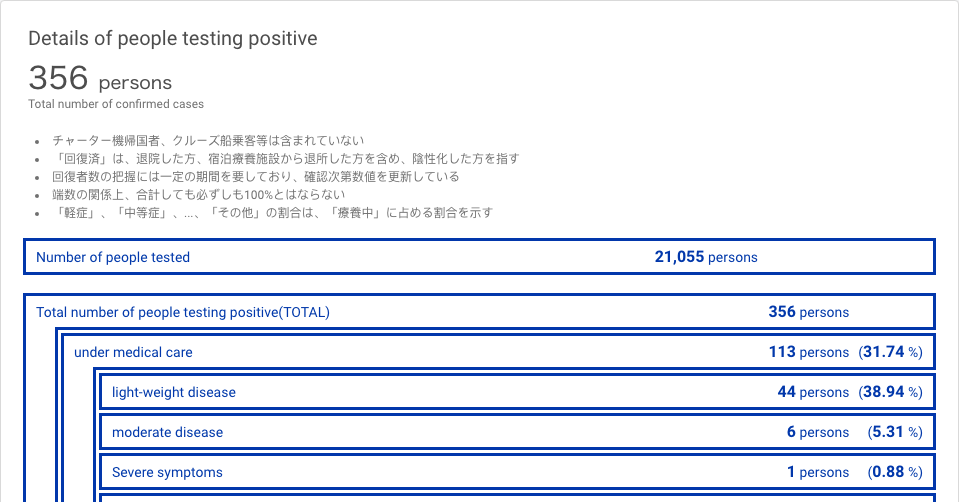 Details of people testing positive
356 persons
Total number of confirmed cases
• チャーター機帰国者、クルーズ船乗客等は含まれていない
• 「回復済」は、退院した方、宿泊療養施設から退所した方を含め、陰性化した方を指す
• 回復者数の把握には一定の期間を要しており、確認次第数値を更新している
• 端数の関係上、合計しても必ずしも100%とはならない
• 「軽症」、「中等症」、...、「その他」の割合は、「療養中」に占める割合を示す
Number of people tested 21,055 persons
Total number of people testing positive(TOTAL) 356 persons
under medical care 113 persons (31.74 %)
light-weight disease 44 persons (38.94 %)
moderate disease 6 persons (5.31 %)
Severe symptoms 1 persons (0.88 %)